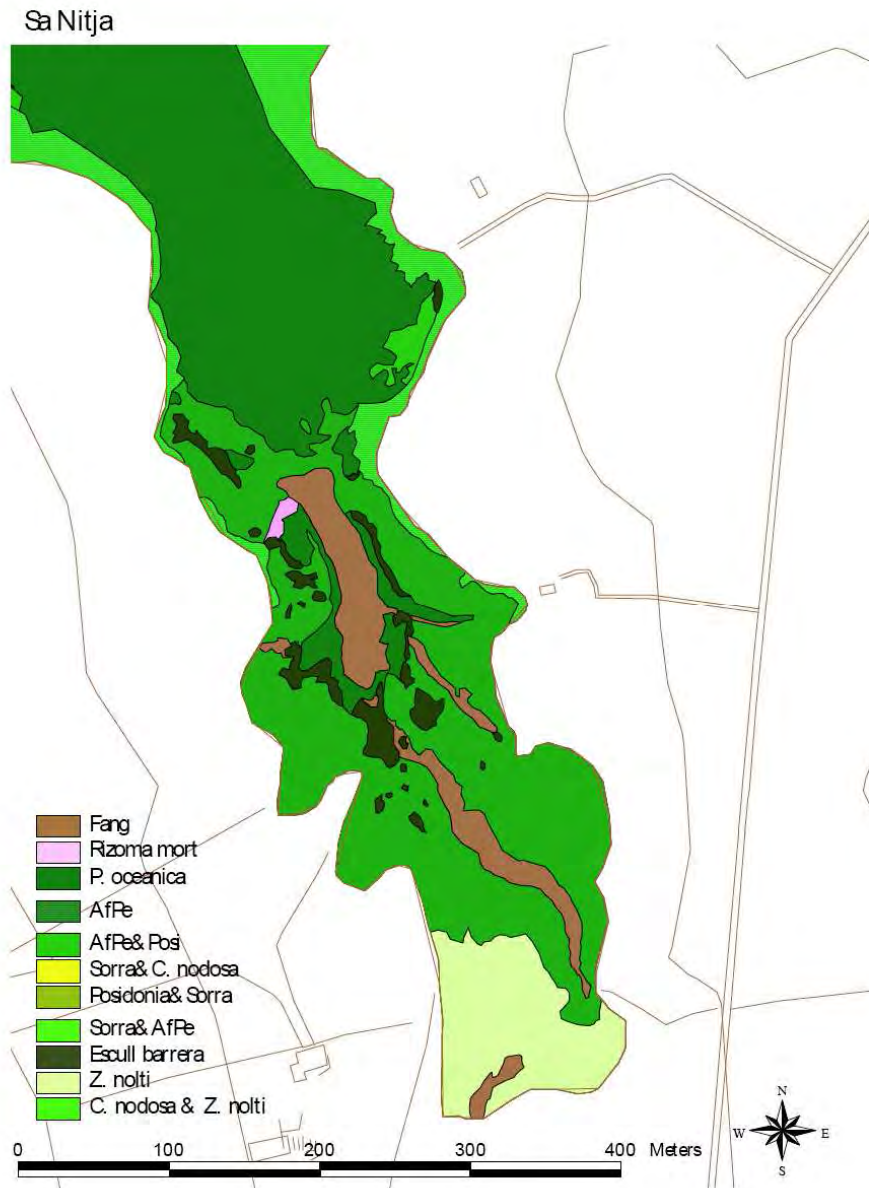 Sa Nitja
Fang
Rizoma mort
P. oceanica
AfPe
AfPe & Posi
Sorra & C. nodosa
Posidonia & Sorra
Sorra & AfPe
Escull barrera
Z. nolti
C. nodosa & Z. nolti
N
W E
S
0 100 200 300 400 Meters